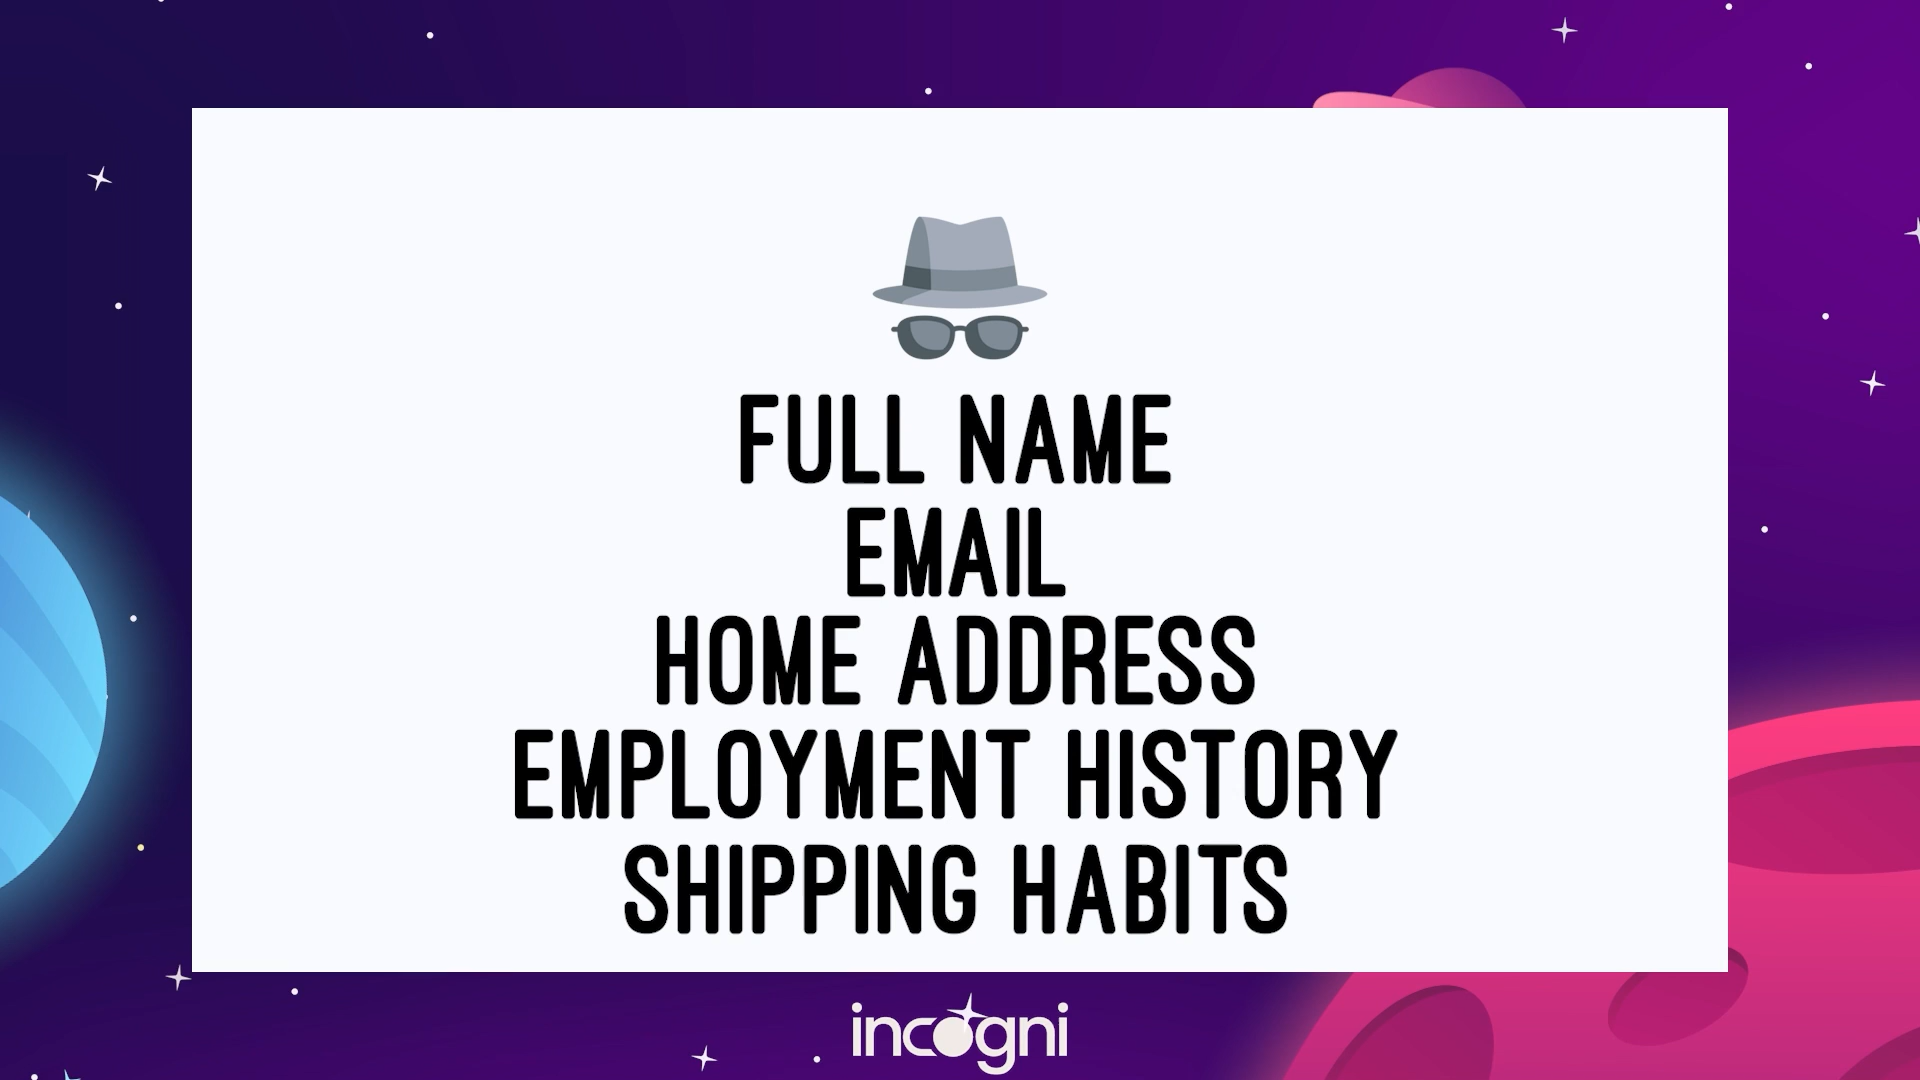 FULL NAME
EMAIL
HOME ADDRESS
EMPLOYMENT HISTORY
SHIPPING HABITS
incogni